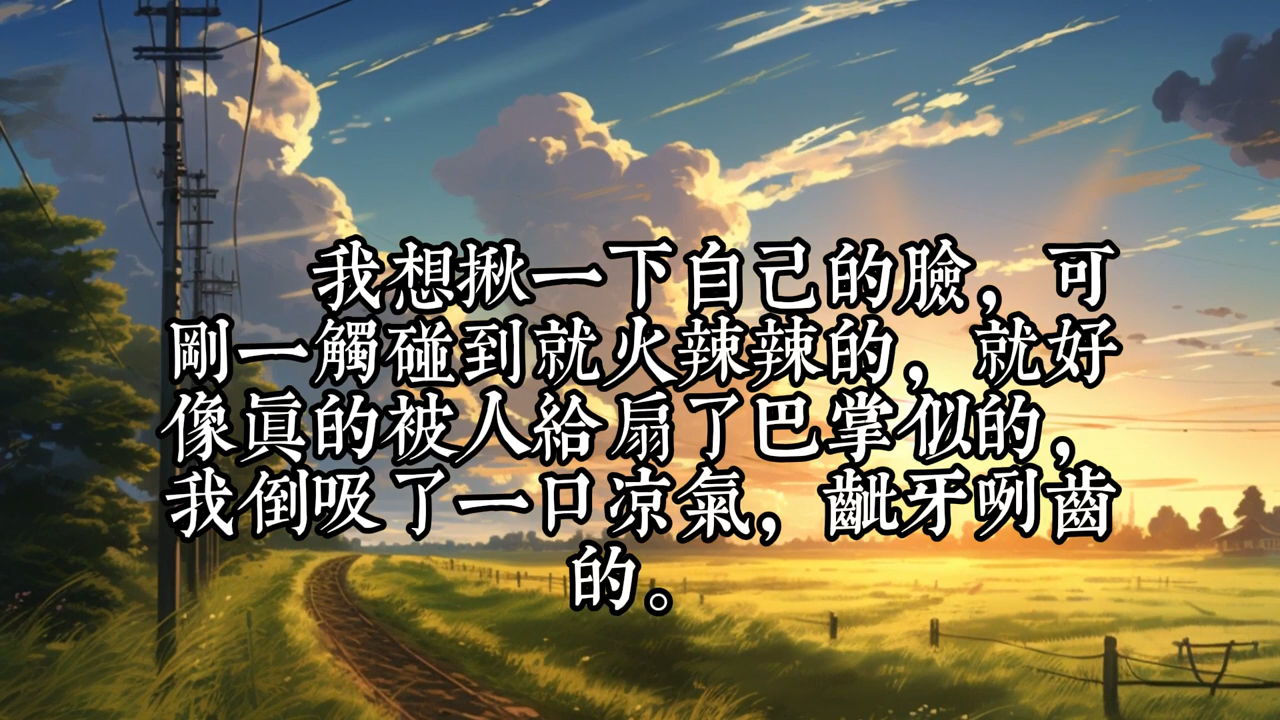 我想揪一下自己的臉，可
剛一觸碰到就火辣辣的，就好
像真的被人給扇了巴掌似的，
我倒吸了一口凉氣，齜牙咧齒
的。